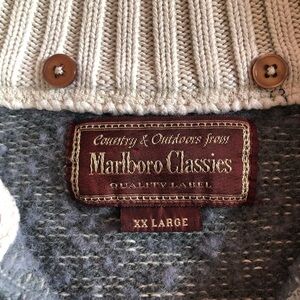 Country & Outdoors from
Marlboro Classics
QUALITY LABEL
XX LARGE